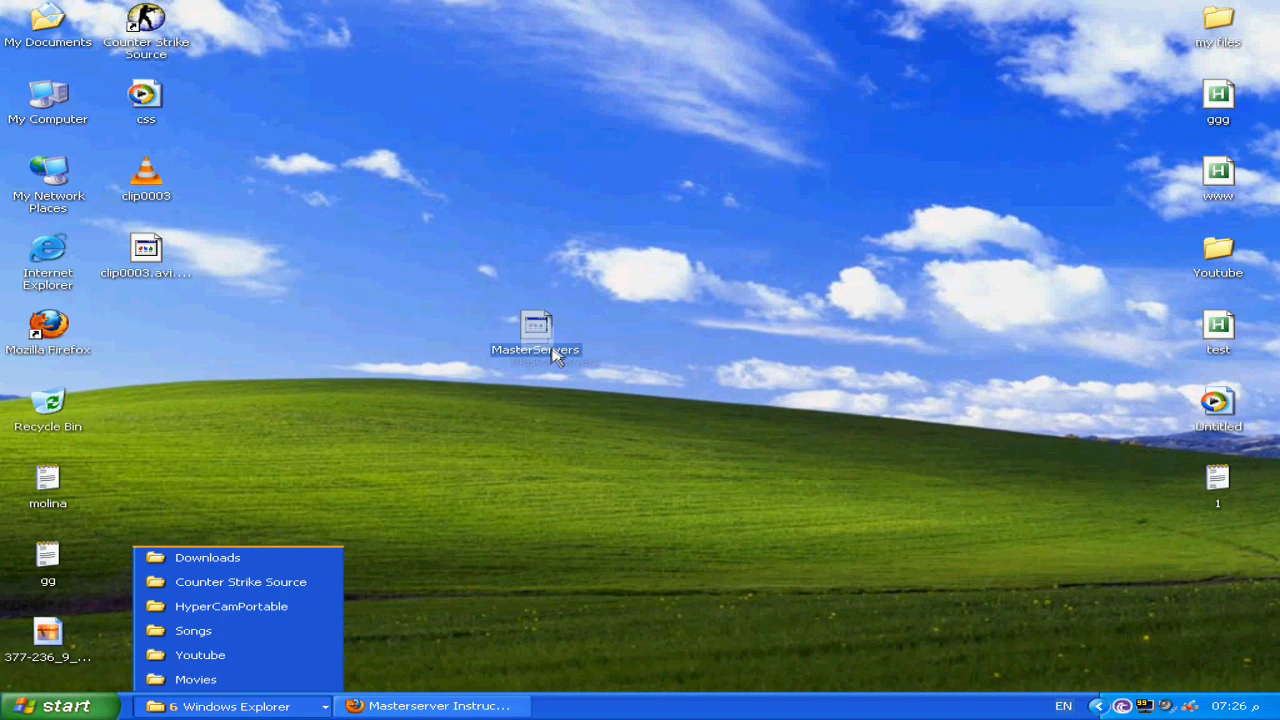 My Documents
Counter Strike
Source
my files
My Computer
css
ggg
My Network
Places
clip0003
www
Internet
Explorer
clip0003.avi....
Youtube
Mozilla Firefox
MasterServers
test
Recycle Bin
Untitled
molina
1
gg
377-236_9_...
Downloads
Counter Strike Source
HyperCamPortable
Songs
Youtube
Movies
start
6 Windows Explorer
Masterserver Instruc...
EN
99
07:26 م